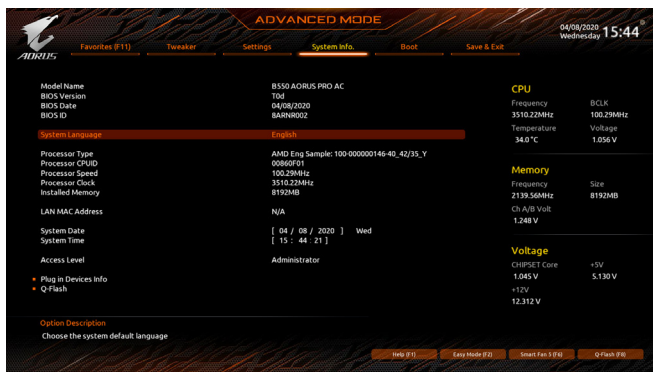 ADVANCED MODE
04/08/2020
Wednesday 15:44
AORUS
Favorites (F11) Tweaker Settings System Info. Boot Save & Exit
Model Name B550 AORUS PRO AC
BIOS Version T0d
BIOS Date 04/08/2020
BIOS ID 8ARNR002
System Language English
Processor Type AMD Eng Sample: 100-000000146-40_42/35_Y
Processor CPUID 00860F01
Processor Speed 100.29MHz
Processor Clock 3510.22MHz
Installed Memory 8192MB
LAN MAC Address N/A
System Date [ 04 / 08 / 2020 ] Wed
System Time [ 15 : 44 : 21 ]
Access Level Administrator
Plug in Devices Info
Q-Flash
CPU
Frequency BCLK
3510.22MHz 100.29MHz
Temperature Voltage
34.0 °C 1.056 V
Memory
Frequency Size
2139.56MHz 8192MB
Ch A/B Volt
1.248 V
Voltage
CHIPSET Core +5V
1.045 V 5.130 V
+12V
12.312 V
Option Description
Choose the system default language
Help (F1) Easy Mode (F2) Smart Fan 5 (F6) Q-Flash (F8)